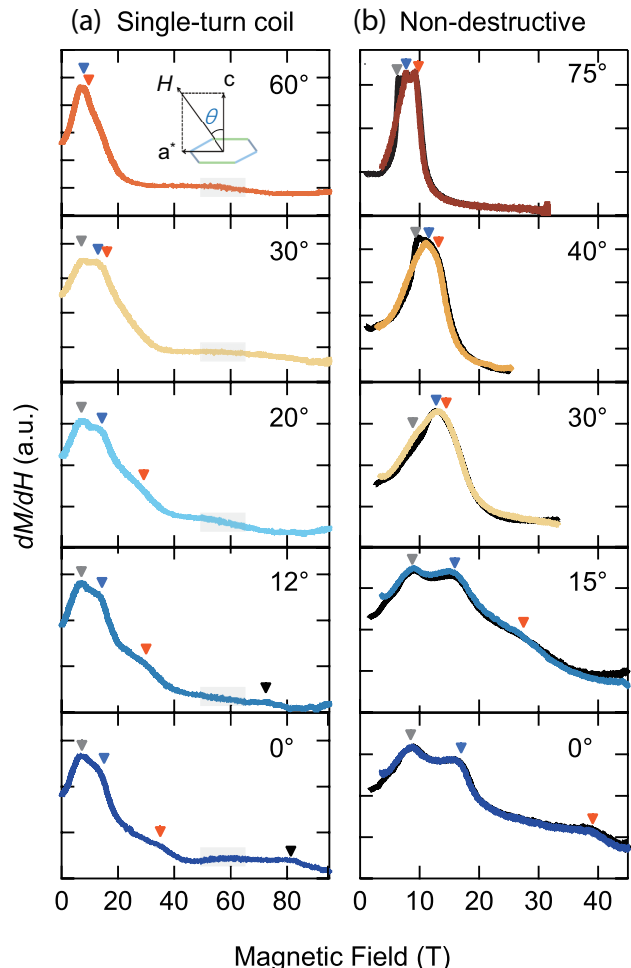 (a) Single-turn coil
(b) Non-destructive
60°
H
c
θ
a*
75°
30°
40°
20°
30°
12°
15°
0°
0°
dM/dH (a.u.)
0 20 40 60 80
0 10 20 30 40
Magnetic Field (T)